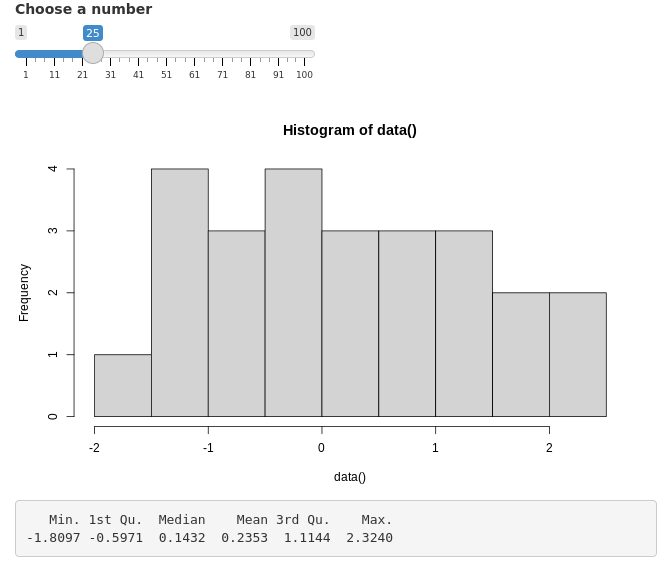 Choose a number
1 25 100
1 11 21 31 41 51 61 71 81 91 100
Histogram of data()
4
3
2
1
0
Frequency
-2 -1 0 1 2
data()
Min. 1st Qu. Median Mean 3rd Qu. Max.
-1.8097 -0.5971 0.1432 0.2353 1.1144 2.3240